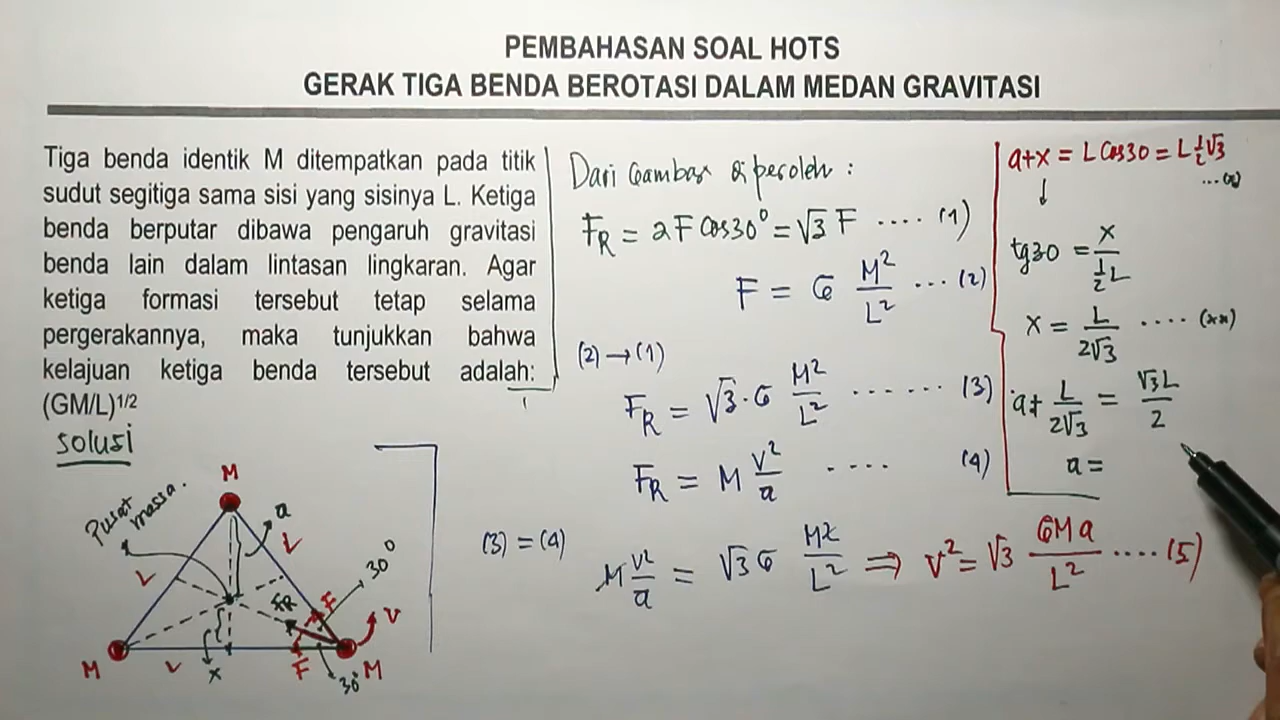 PEMBAHASAN SOAL HOTS
GERAK TIGA BENDA BEROTASI DALAM MEDAN GRAVITASI
Tiga benda identik M ditempatkan pada titik
sudut segitiga sama sisi yang sisinya L. Ketiga
benda berputar dibawa pengaruh gravitasi
benda lain dalam lintasan lingkaran. Agar
ketiga formasi tersebut tetap selama
pergerakannya, maka tunjukkan bahwa
kelajuan ketiga benda tersebut adalah:
(GM/L)^1/2
Solusi
M
Pusat massa.
a
L
L
30°
FR
F
V
M
L
x
F
30°
M
Dari Gambar diperoleh :
F_R = 2F Cos30° = √3 F .... (1)
F = G M²/L² ... (2)
(2) → (1)
F_R = √3 . G M²/L² ...... (3)
F_R = M V²/a .... (4)
(3) = (4)
M V²/a = √3 G M²/L² ⇒ V² = √3 GMa/L² .... (5)
a+x = L Cos30 = L ½√3
...(*)
↓
tg30 = x/(½L)
x = L/(2√3) .... (**)
a + L/(2√3) = √3L/2
a =